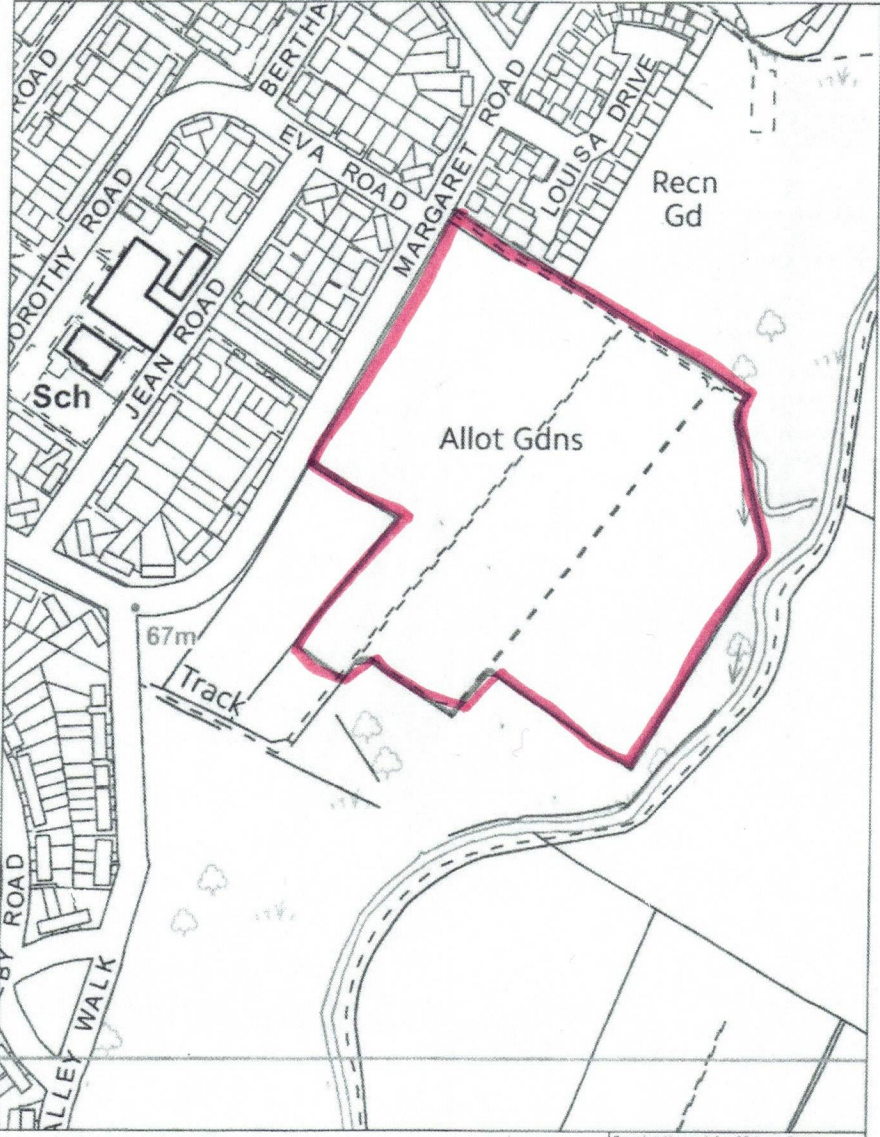 ROAD
BERTHA
EVA ROAD
MARGARET ROAD
LOUISA DRIVE
Recn
Gd
DOROTHY ROAD
JEAN ROAD
Sch
Allot Gdns
67m
Track
ROAD
ALLEY WALK